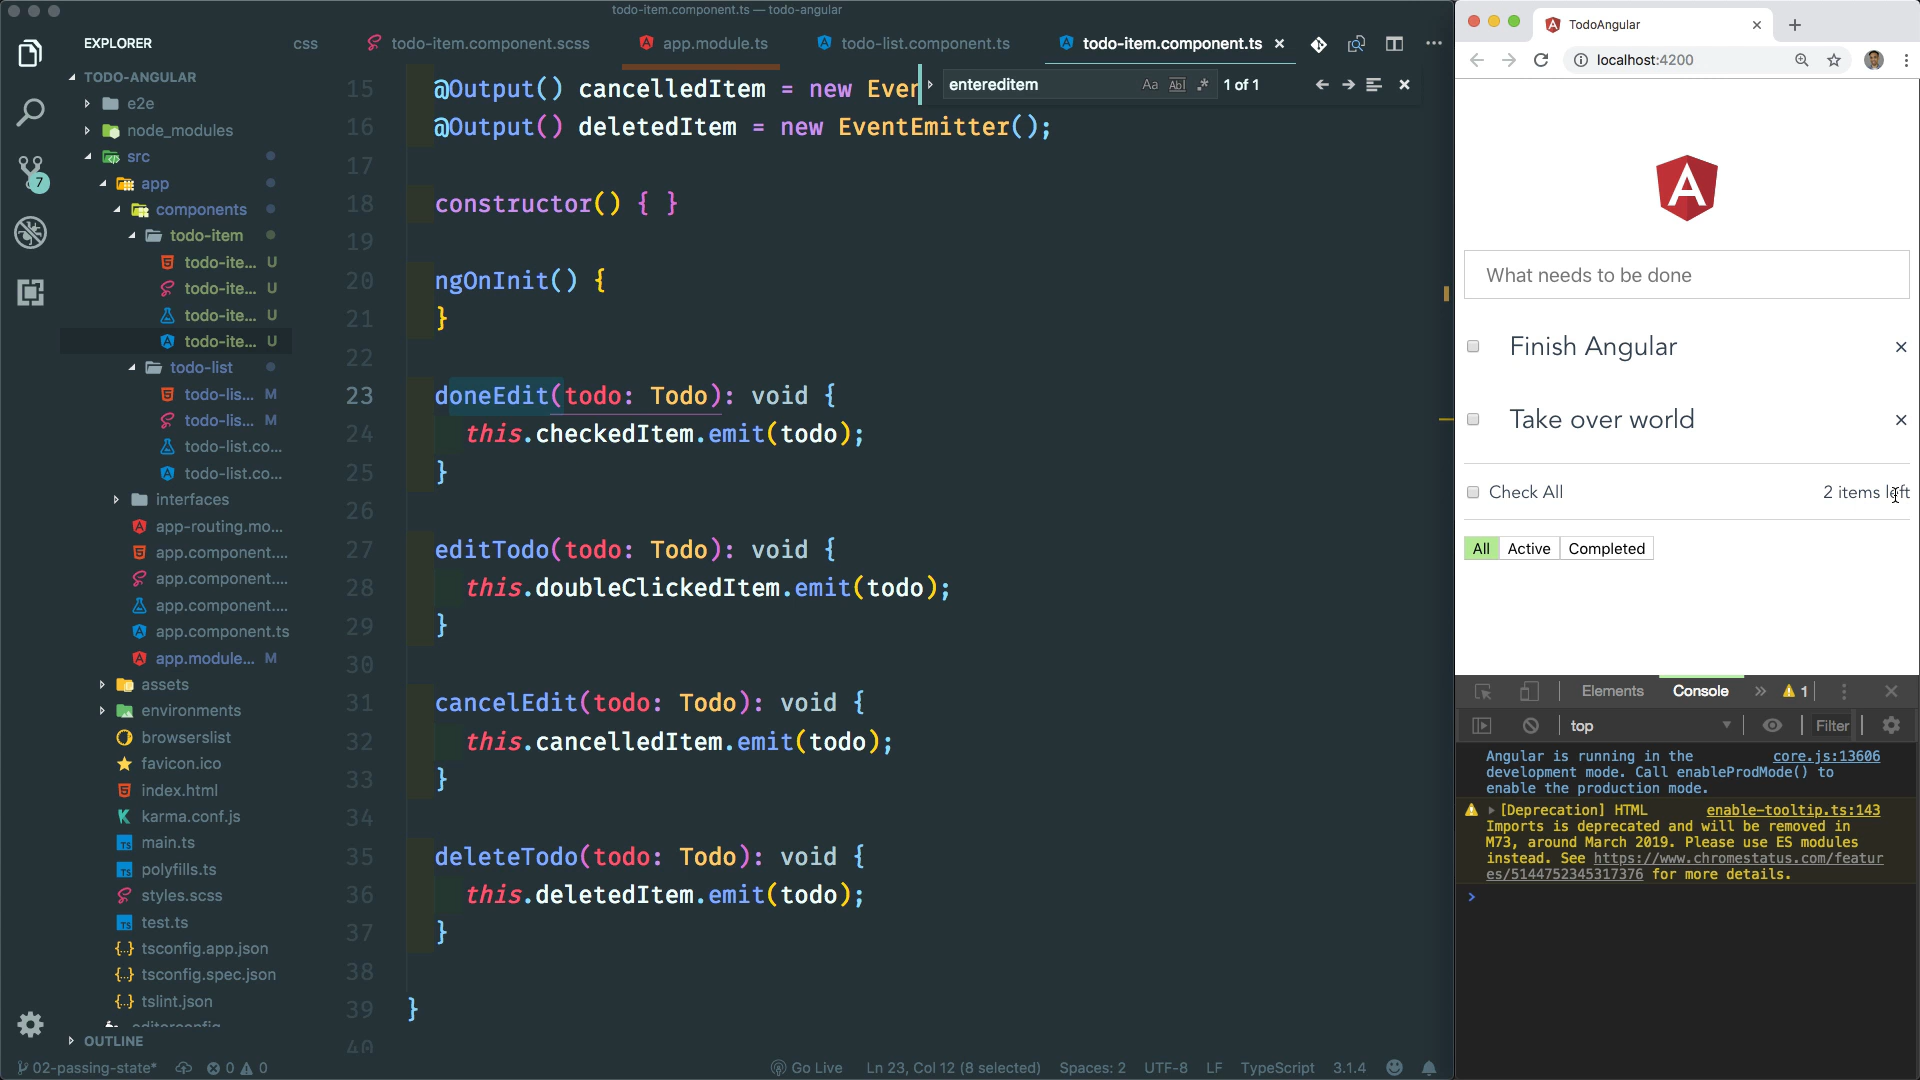 todo-item.component.ts — todo-angular
EXPLORER
TODO-ANGULAR
e2e
node_modules
src
app
components
todo-item
todo-ite... U
todo-ite... U
todo-ite... U
todo-ite... U
todo-list
todo-lis... M
todo-lis... M
todo-list.co...
todo-list.co...
interfaces
app-routing.mo...
app.component....
app.component....
app.component....
app.component.ts
app.module... M
assets
environments
browserslist
favicon.ico
index.html
karma.conf.js
main.ts
polyfills.ts
styles.scss
test.ts
tsconfig.app.json
tsconfig.spec.json
tslint.json
OUTLINE
7
css
todo-item.component.scss
app.module.ts
todo-list.component.ts
todo-item.component.ts
entereditem
Aa
Abl
.*
1 of 1
15 @Output() cancelledItem = new Even
16 @Output() deletedItem = new EventEmitter();
17
18 constructor() { }
19
20 ngOnInit() {
21 }
22
23 doneEdit(todo: Todo): void {
24 this.checkedItem.emit(todo);
25 }
26
27 editTodo(todo: Todo): void {
28 this.doubleClickedItem.emit(todo);
29 }
30
31 cancelEdit(todo: Todo): void {
32 this.cancelledItem.emit(todo);
33 }
34
35 deleteTodo(todo: Todo): void {
36 this.deletedItem.emit(todo);
37 }
38
39 }
40
02-passing-state*
0
0
Go Live
Ln 23, Col 12 (8 selected)
Spaces: 2
UTF-8
LF
TypeScript
3.1.4
TodoAngular
localhost:4200
What needs to be done
Finish Angular
Take over world
Check All
2 items left
All
Active
Completed
Elements
Console
1
top
Filter
Angular is running in the core.js:13606
development mode. Call enableProdMode() to
enable the production mode.
[Deprecation] HTML enable-tooltip.ts:143
Imports is deprecated and will be removed in
M73, around March 2019. Please use ES modules
instead. See https://www.chromestatus.com/featur
es/5144752345317376 for more details.